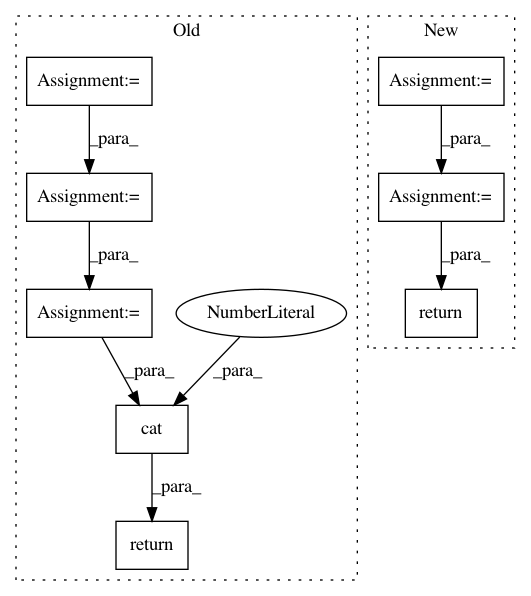 Old
Assignment:=
_para_
Assignment:=
_para_
Assignment:=
NumberLiteral
_para_
_para_
cat
_para_
return
New
Assignment:=
_para_
Assignment:=
_para_
return